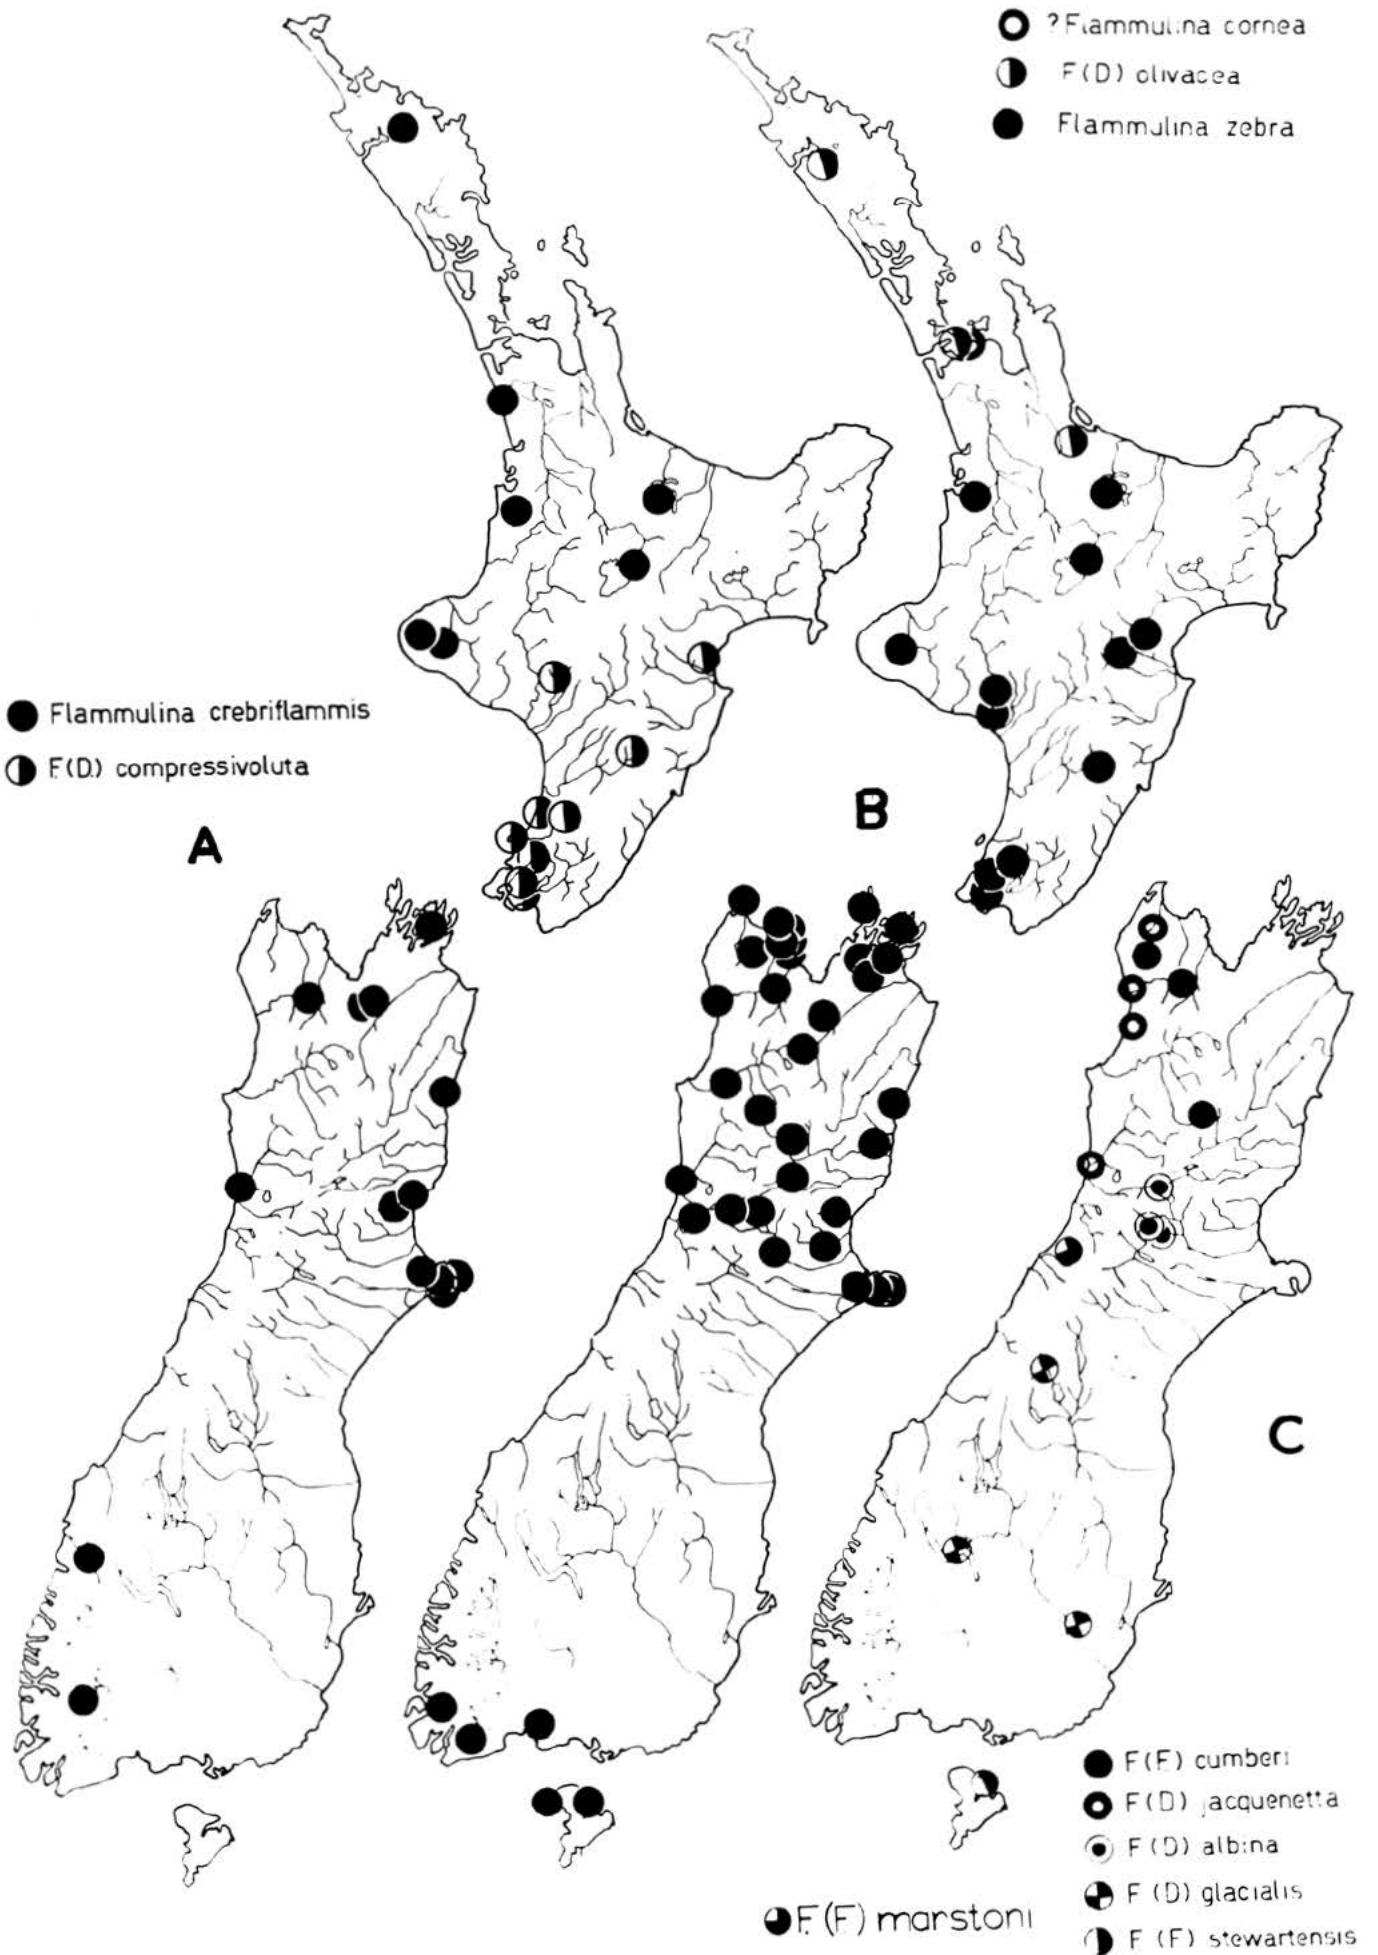 ?Flammulina cornea
F(D) olivacea
Flammulina zebra
Flammulina crebriflammis
F.(D.) compressivoluta
A
B
C
F(F) cumberi
F(D) jacquenetta
F(D) albina
F(D) glacialis
F(F) stewartensis
F.(F.) marstoni